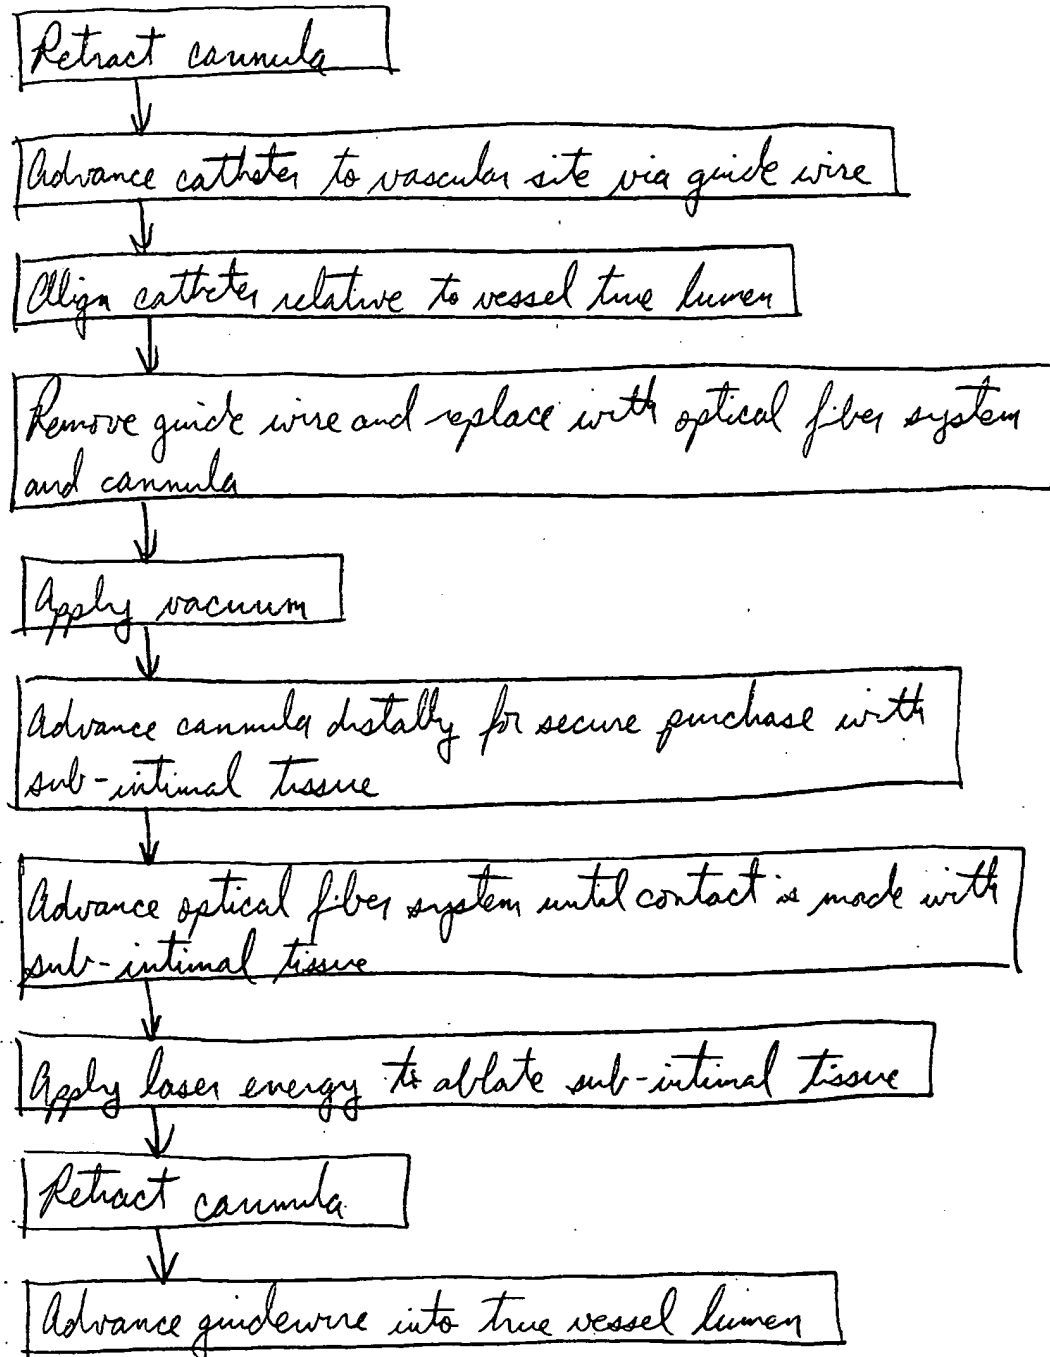 Retract cannula
Advance catheter to vascular site via guide wire
Align catheter relative to vessel true lumen
Remove guide wire and replace with optical fiber system
and cannula
Apply vacuum
Advance cannula distally for secure purchase with
sub-intimal tissue
Advance optical fiber system until contact is made with
sub-intimal tissue
Apply laser energy to ablate sub-intimal tissue
Retract cannula
Advance guidewire into true vessel lumen